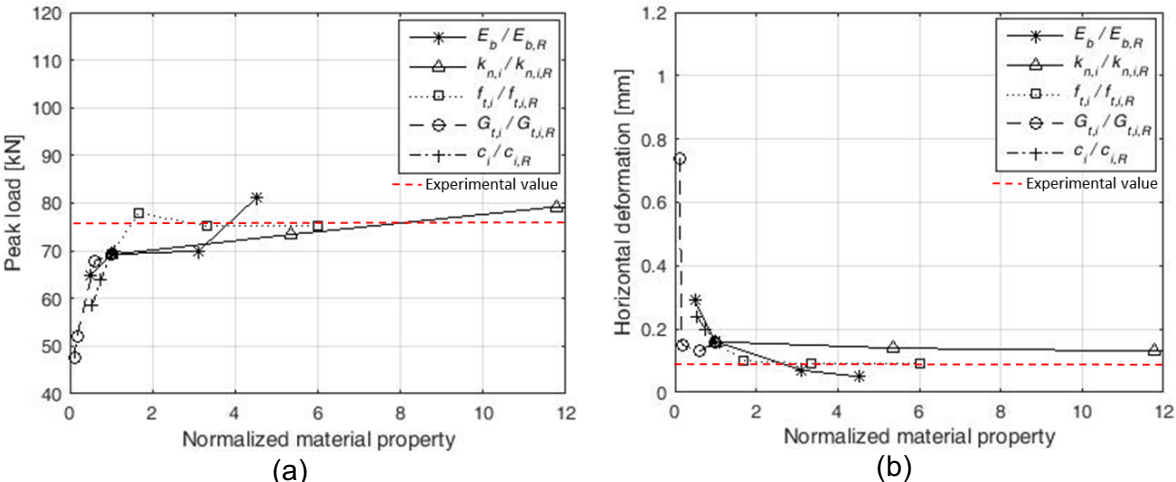 120
110
100
90
80
70
60
50
40
Peak load [kN]
0 2 4 6 8 10 12
Normalized material property
(a)
E_b / E_b,R
k_n,i / k_n,i,R
f_t,i / f_t,i,R
G_t,i / G_t,i,R
c_i / c_i,R
Experimental value
1.2
1
0.8
0.6
0.4
0.2
0
Horizontal deformation [mm]
0 2 4 6 8 10 12
Normalized material property
(b)
E_b / E_b,R
k_n,i / k_n,i,R
f_t,i / f_t,i,R
G_t,i / G_t,i,R
c_i / c_i,R
Experimental value